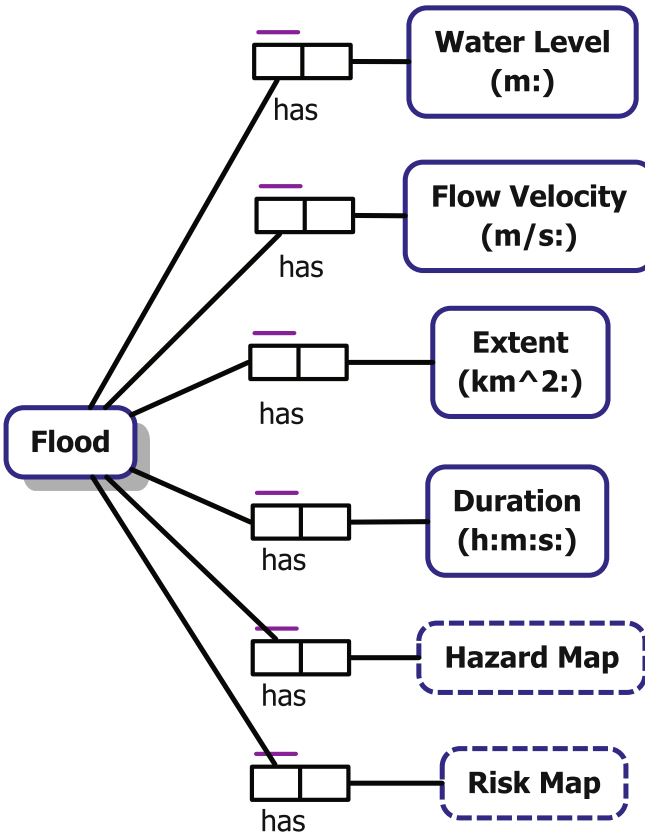 Water Level
(m:)
has
Flow Velocity
(m/s:)
has
Extent
(km^2:)
has
Flood
Duration
(h:m:s:)
has
Hazard Map
has
Risk Map
has